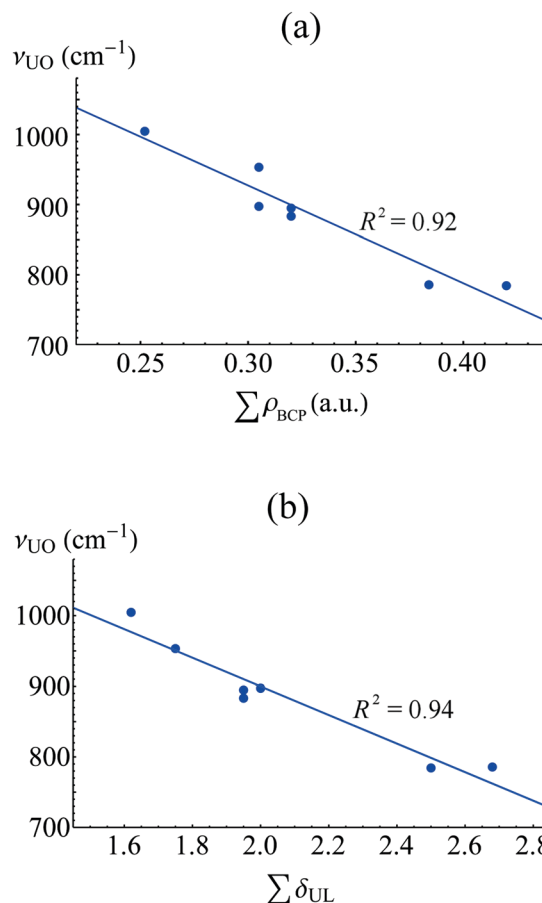 (a)
ν_UO (cm⁻¹)
1000
900
800
700
R² = 0.92
0.25 0.30 0.35 0.40
∑ ρ_BCP (a.u.)
(b)
ν_UO (cm⁻¹)
1000
900
800
700
R² = 0.94
1.6 1.8 2.0 2.2 2.4 2.6 2.8
∑ δ_UL